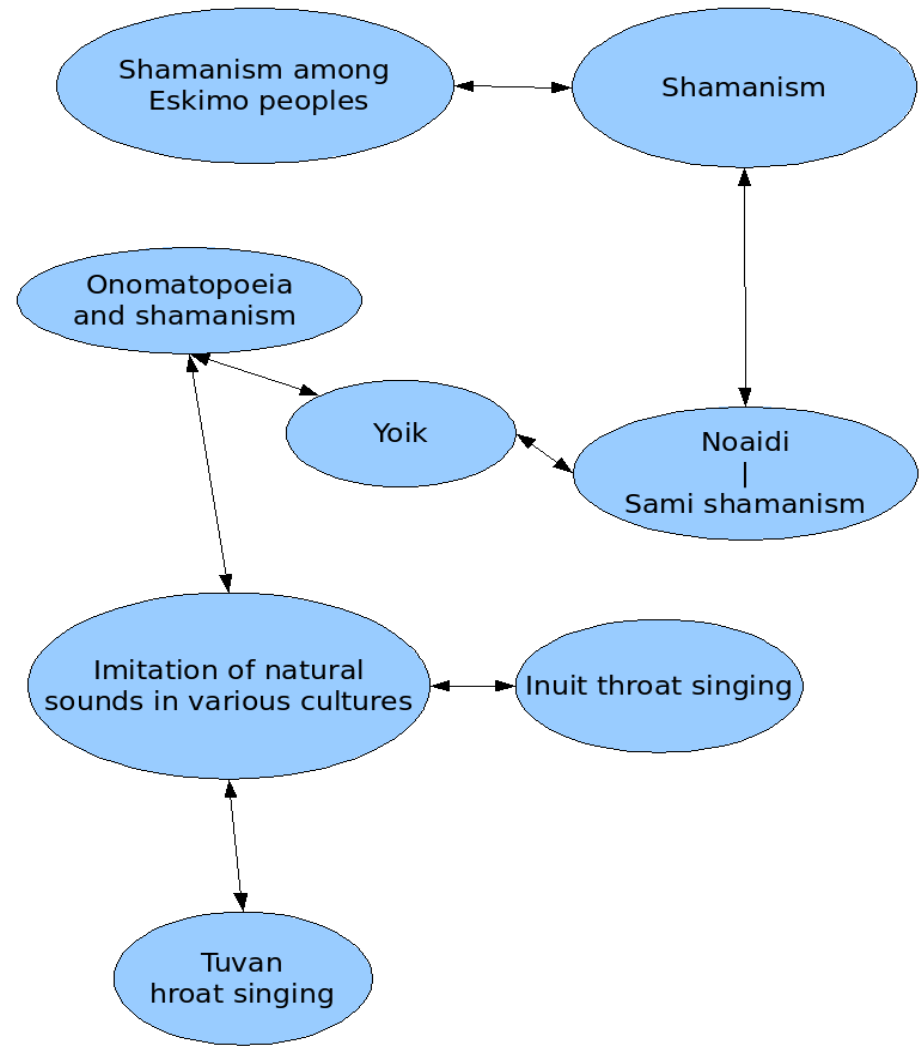 Shamanism among
Eskimo peoples
Shamanism
Onomatopoeia
and shamanism
Yoik
Noaidi
|
Sami shamanism
Imitation of natural
sounds in various cultures
Inuit throat singing
Tuvan
hroat singing